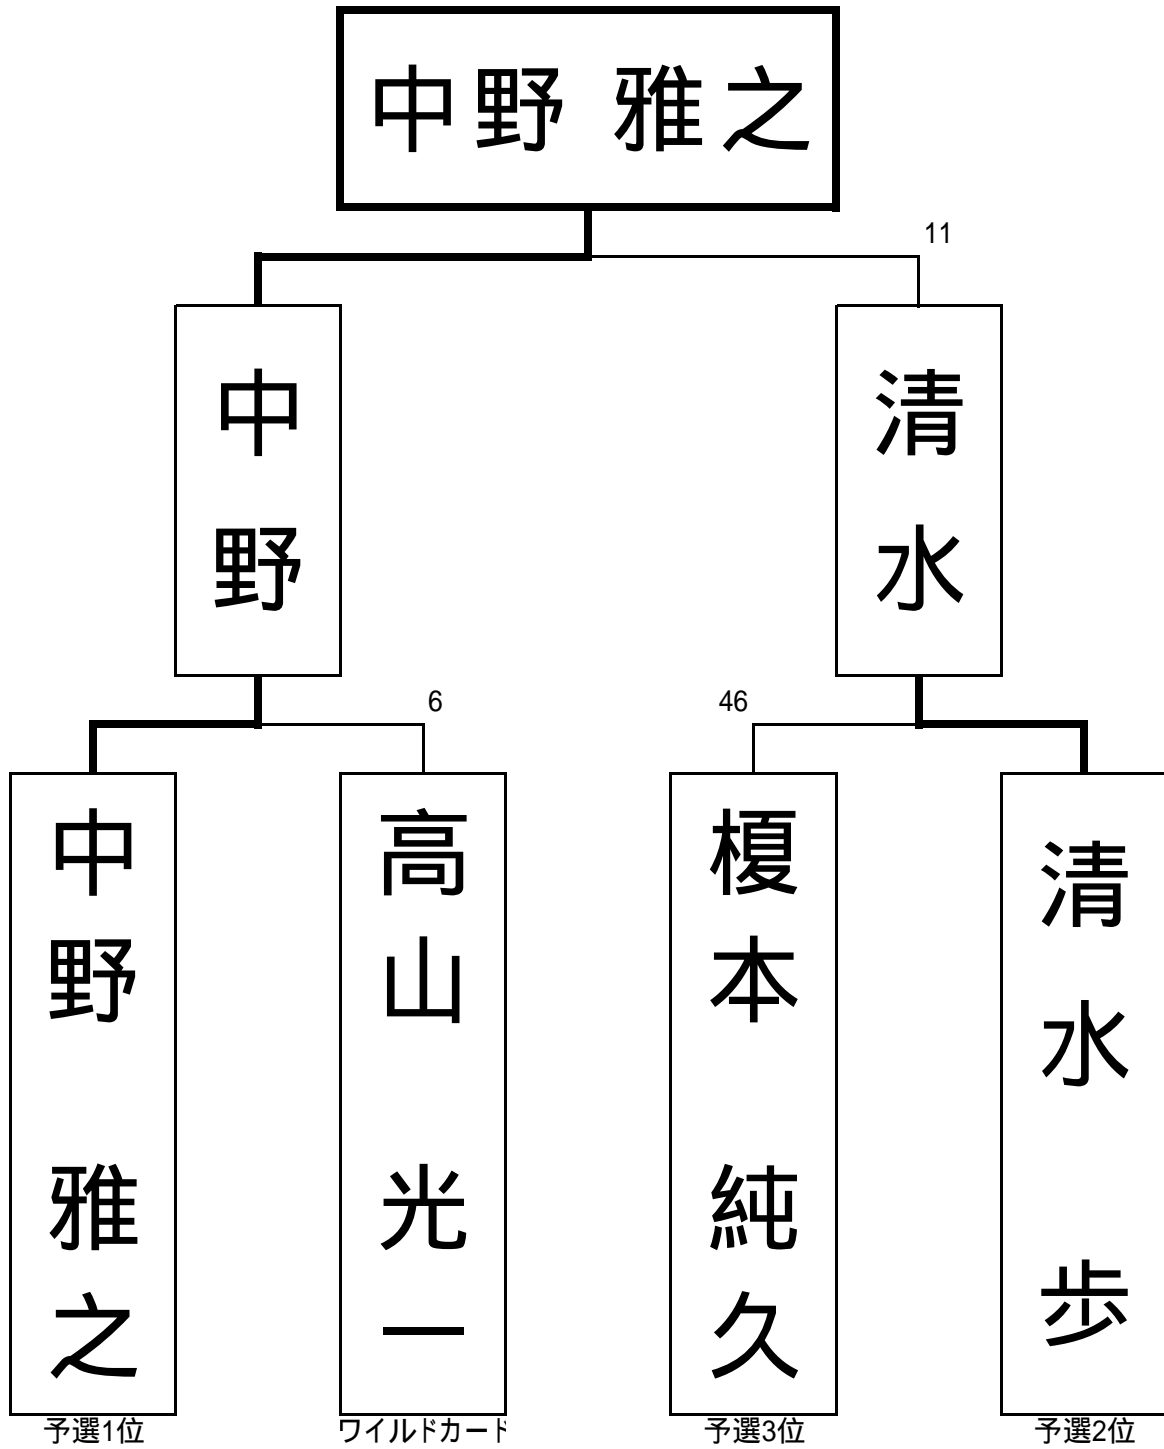 中野 雅之
11
中野
清水
6
46
中野 雅之
高山 光一
榎本 純久
清水 歩
予選1位
ワイルドカード
予選3位
予選2位